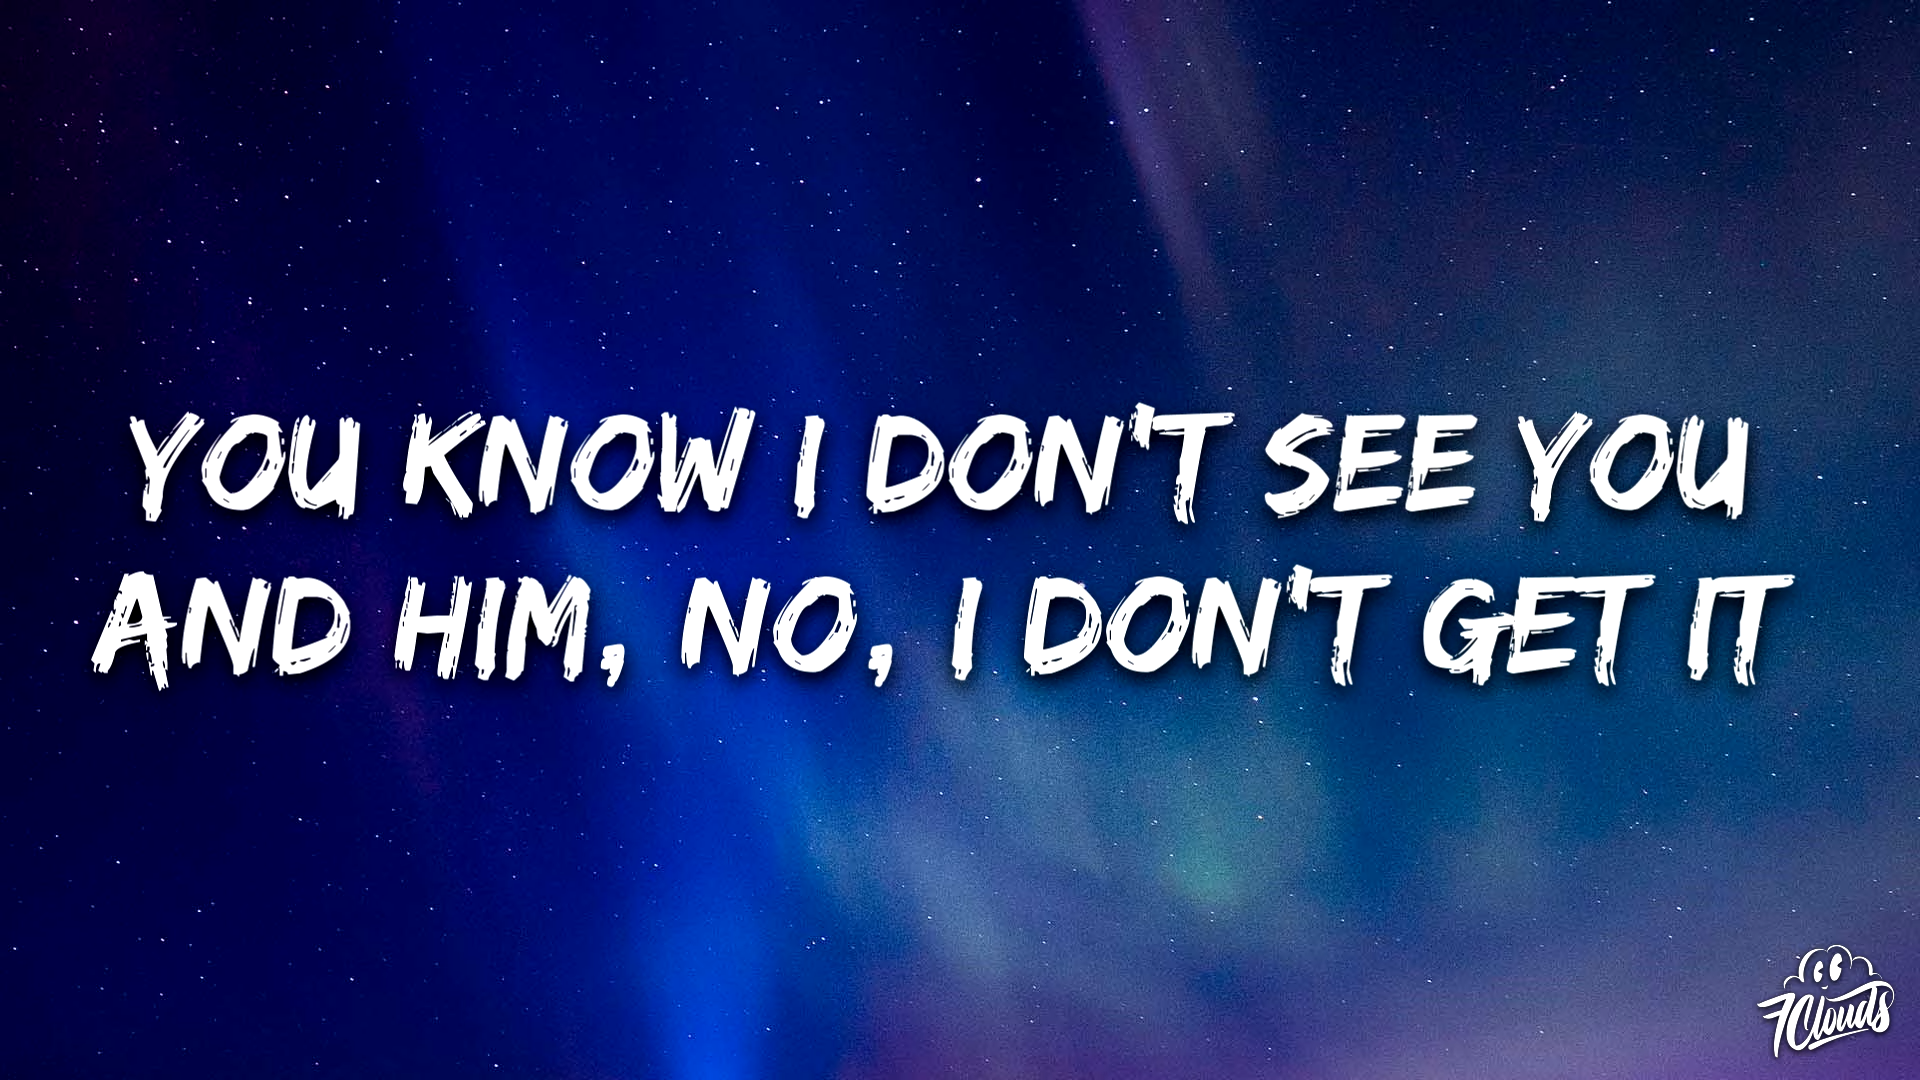 YOU KNOW I DON'T SEE YOU
AND HIM, NO, I DON'T GET IT
7Clouds